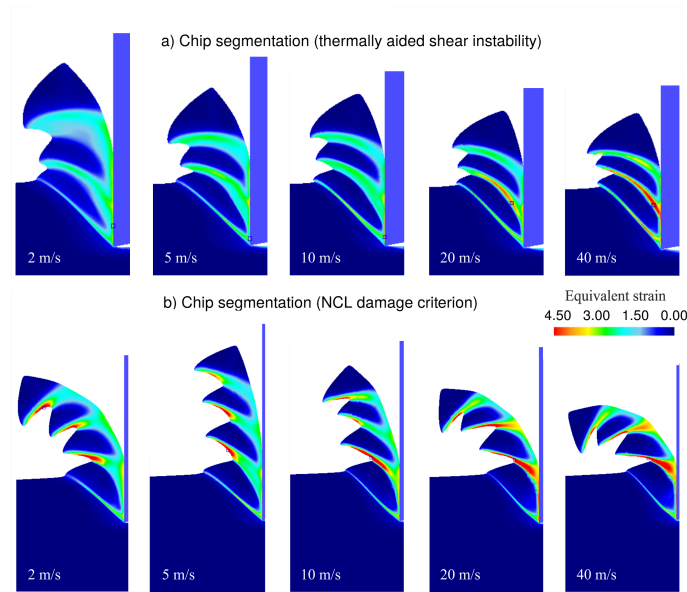 a) Chip segmentation (thermally aided shear instability)
2 m/s
5 m/s
10 m/s
20 m/s
40 m/s
b) Chip segmentation (NCL damage criterion)
Equivalent strain
4.50 3.00 1.50 0.00
2 m/s
5 m/s
10 m/s
20 m/s
40 m/s